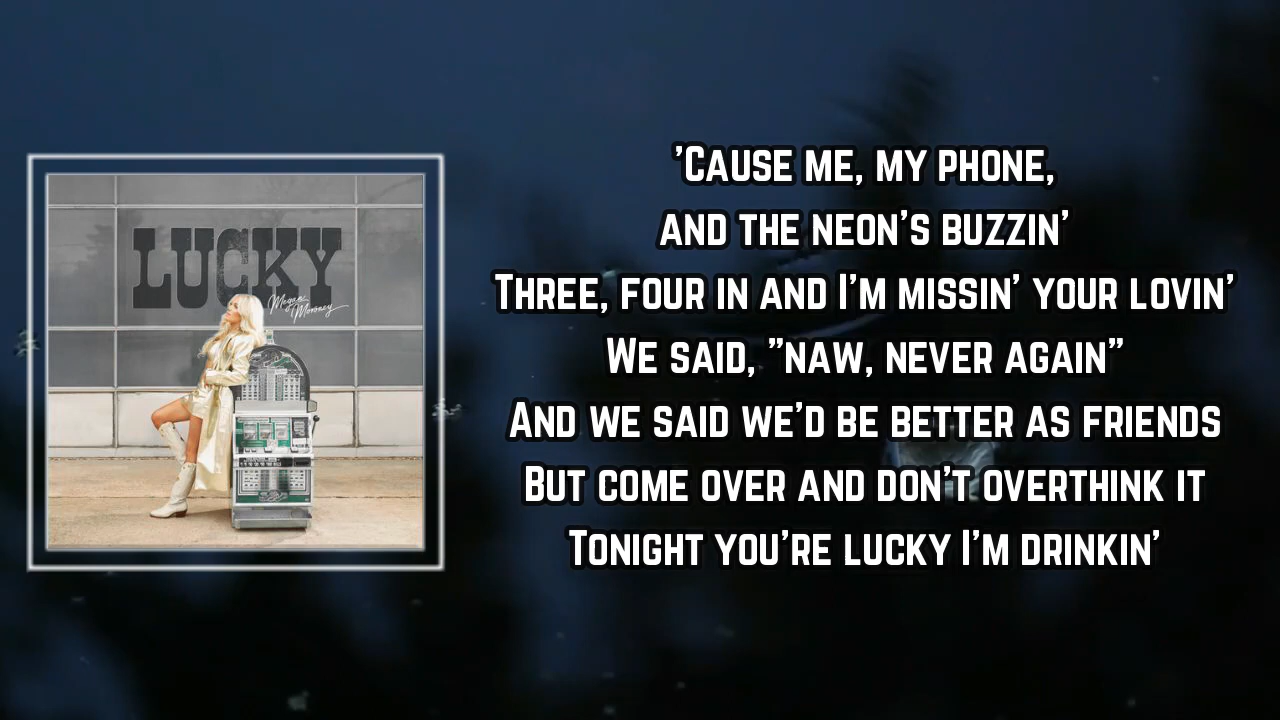 LUCKY
Megan Moroney
'Cause me, my phone,
and the neon's buzzin'
Three, four in and I'm missin' your lovin'
We said, "naw, never again"
And we said we'd be better as friends
But come over and don't overthink it
Tonight you're lucky I'm drinkin'